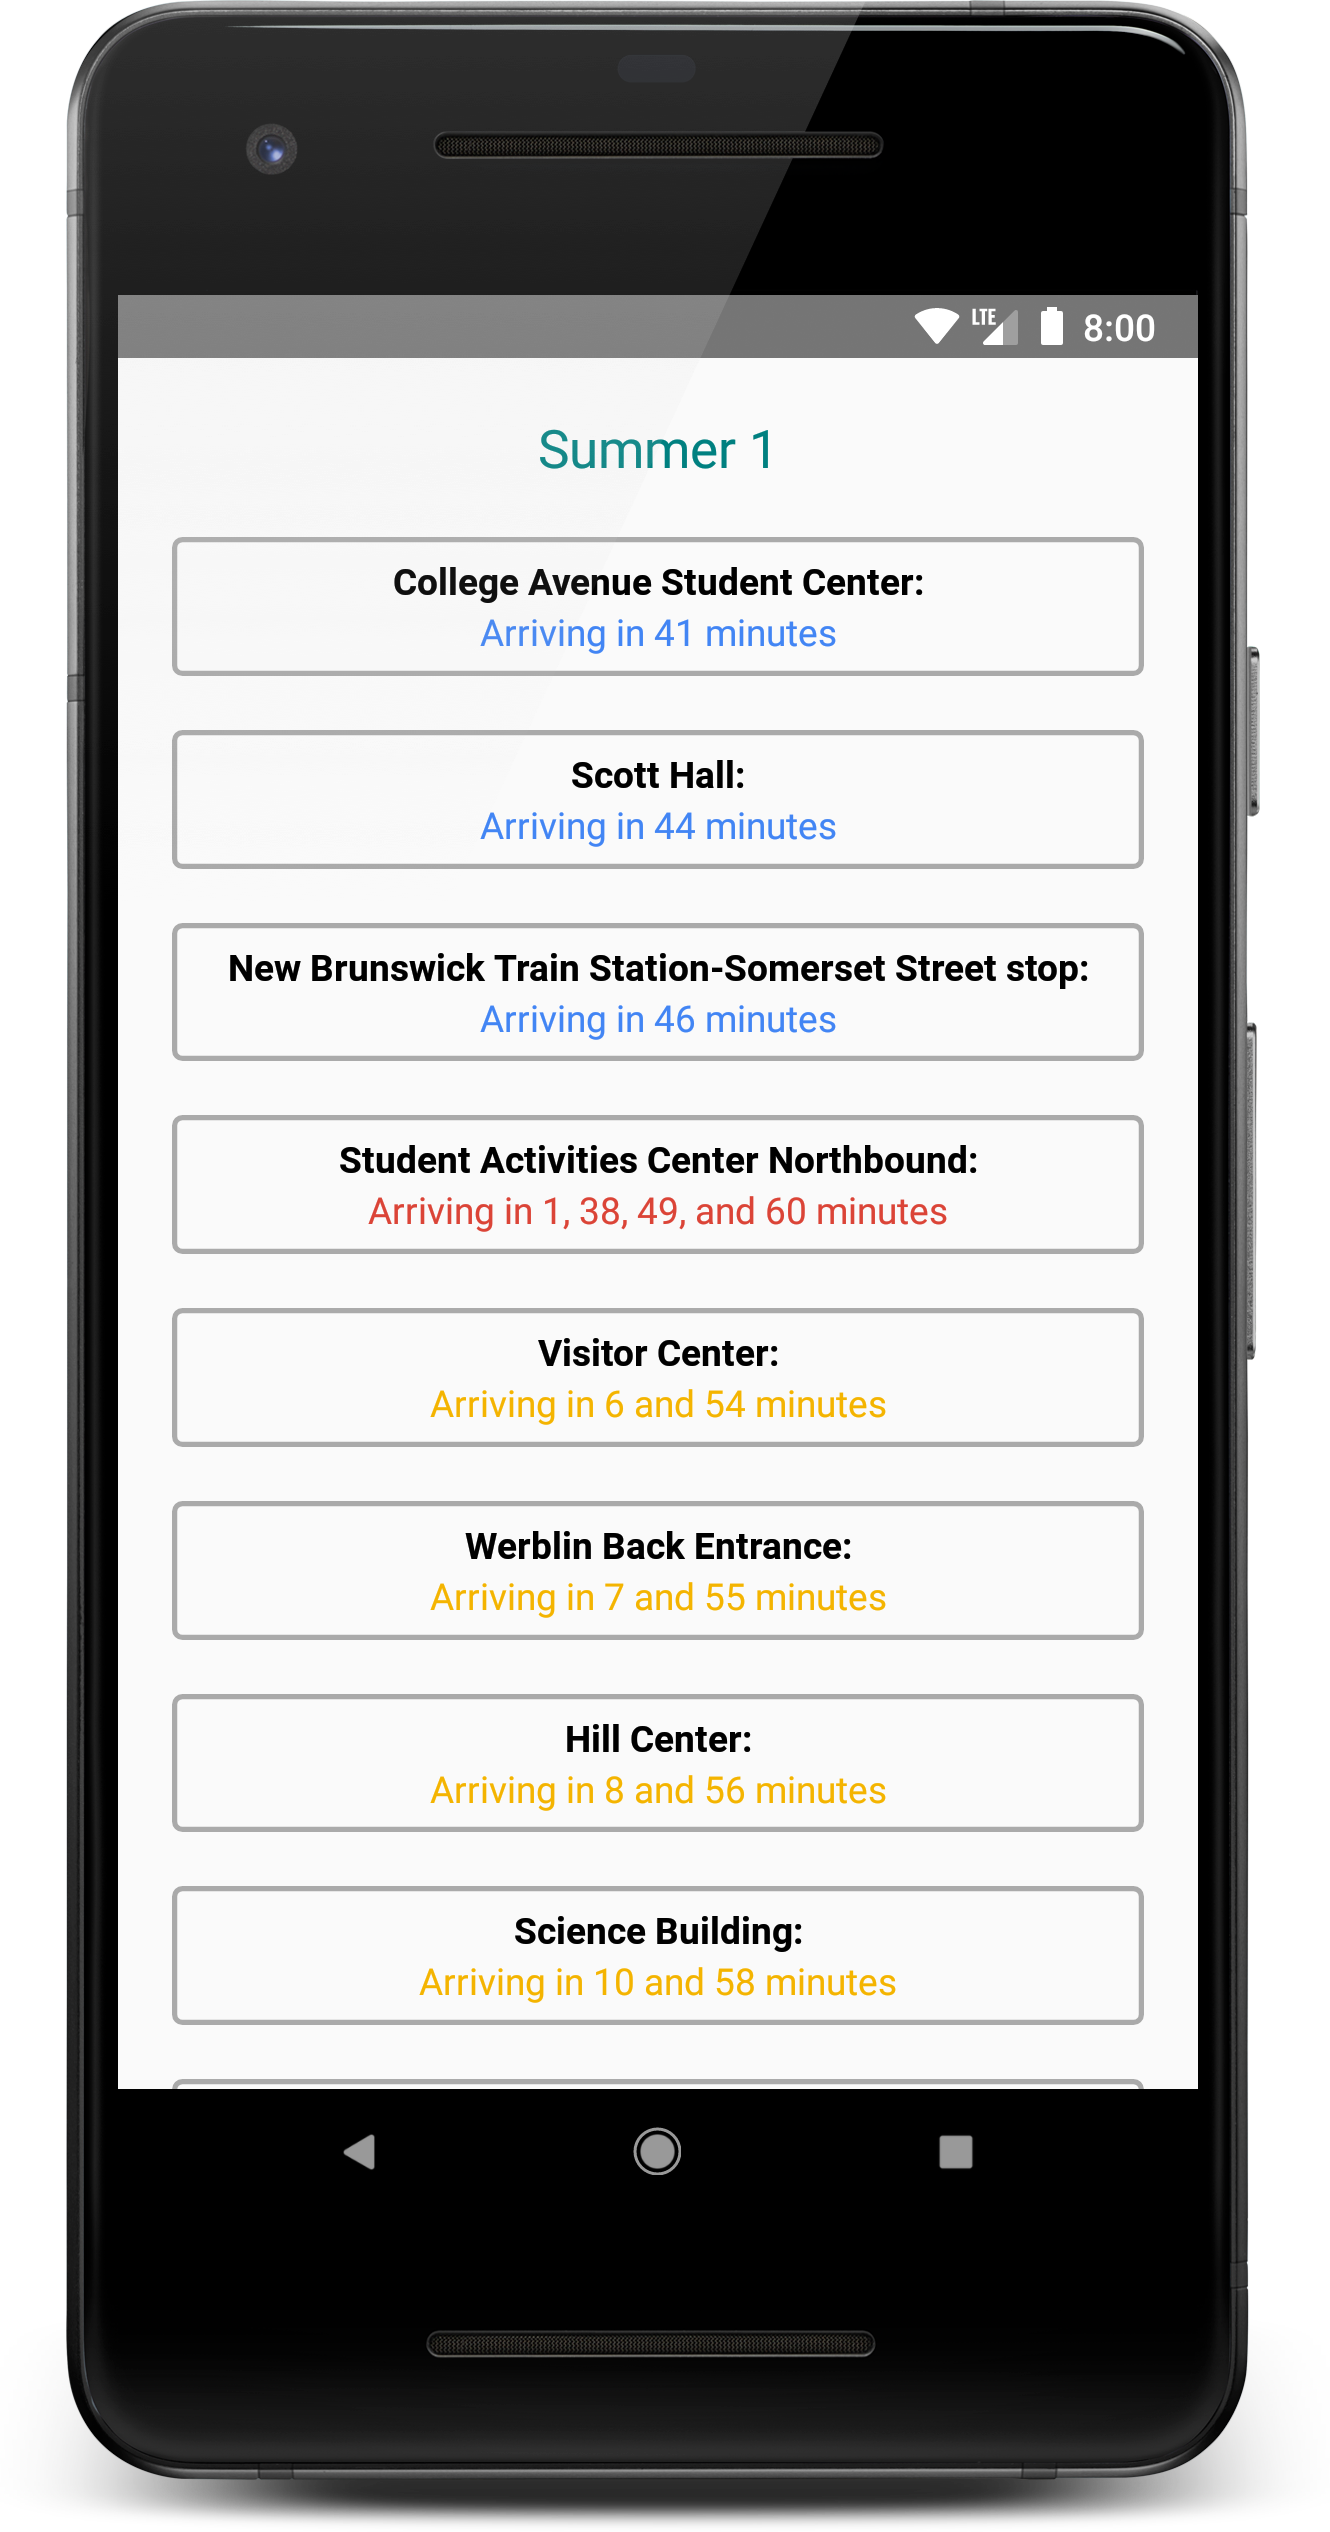 LTE 8:00
Summer 1
College Avenue Student Center:
Arriving in 41 minutes
Scott Hall:
Arriving in 44 minutes
New Brunswick Train Station-Somerset Street stop:
Arriving in 46 minutes
Student Activities Center Northbound:
Arriving in 1, 38, 49, and 60 minutes
Visitor Center:
Arriving in 6 and 54 minutes
Werblin Back Entrance:
Arriving in 7 and 55 minutes
Hill Center:
Arriving in 8 and 56 minutes
Science Building:
Arriving in 10 and 58 minutes